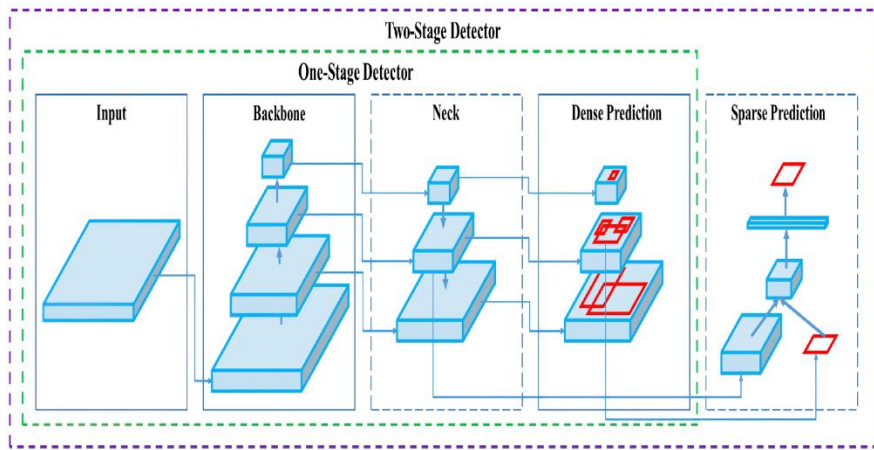 Two-Stage Detector
One-Stage Detector
Input
Backbone
Neck
Dense Prediction
Sparse Prediction